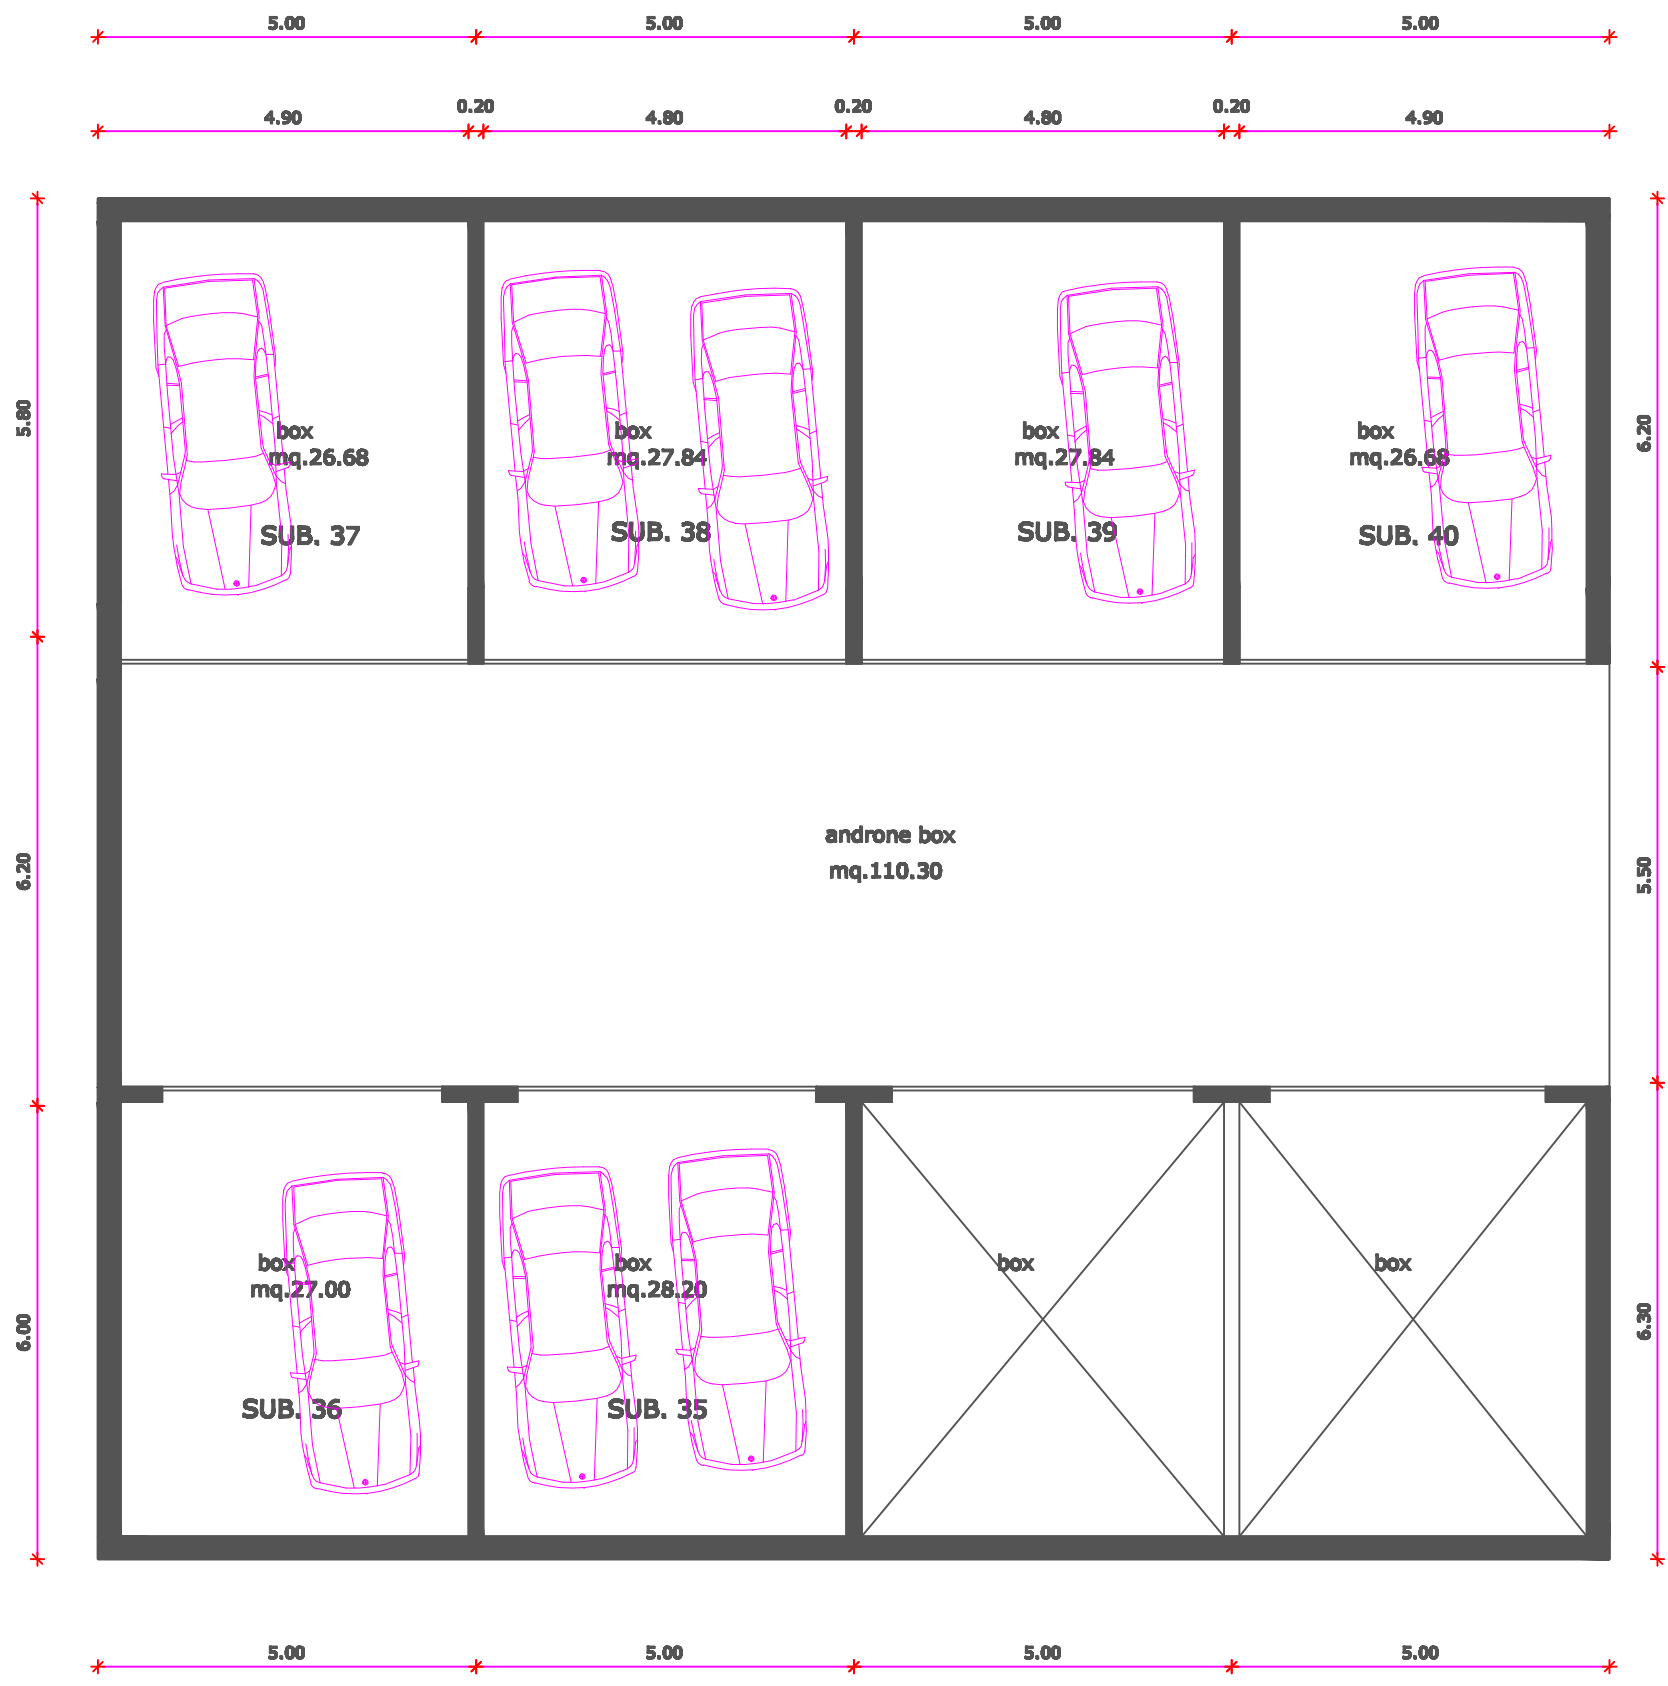 5.00 5.00 5.00 5.00
0.20 0.20 0.20
4.90 4.80 4.80 4.90
5.80
6.20
box box box box
mq.26.68 mq.27.84 mq.27.84 mq.26.68
SUB. 37 SUB. 38 SUB. 39 SUB. 40
androne box
mq.110.30
6.20
5.50
box box box box
mq.27.00 mq.28.20
6.00
6.30
SUB. 36 SUB. 35
5.00 5.00 5.00 5.00